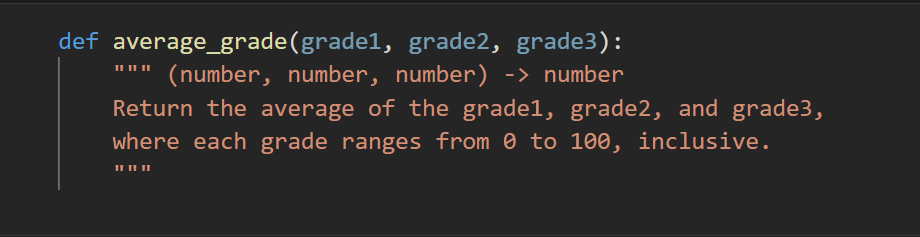 def average_grade(grade1, grade2, grade3):
    """ (number, number, number) -> number
    Return the average of the grade1, grade2, and grade3,
    where each grade ranges from 0 to 100, inclusive.
    """